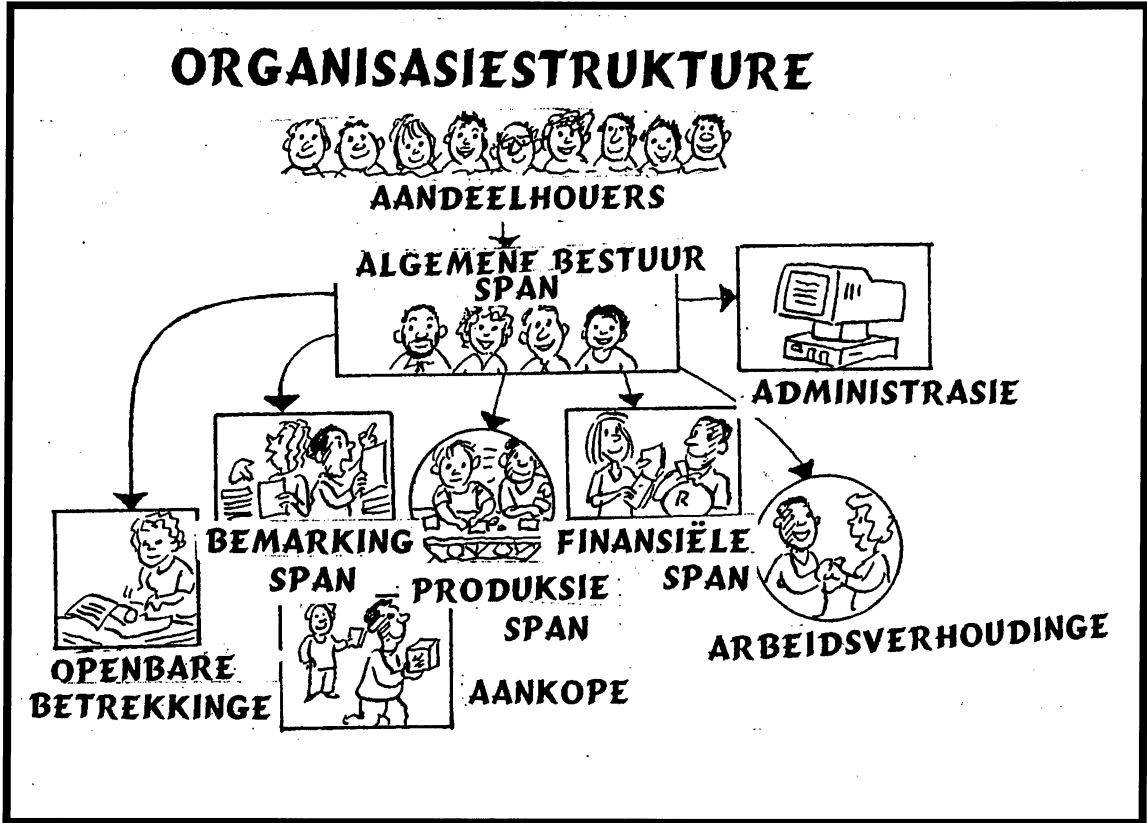 ORGANISASIESTRUKTURE
AANDEELHOUERS
ALGEMENE BESTUUR
SPAN
ADMINISTRASIE
BEMARKING
SPAN
PRODUKSIE
SPAN
R
FINANSIËLE
SPAN
ARBEIDSVERHOUDINGE
OPENBARE
BETREKKINGE
AANKOPE